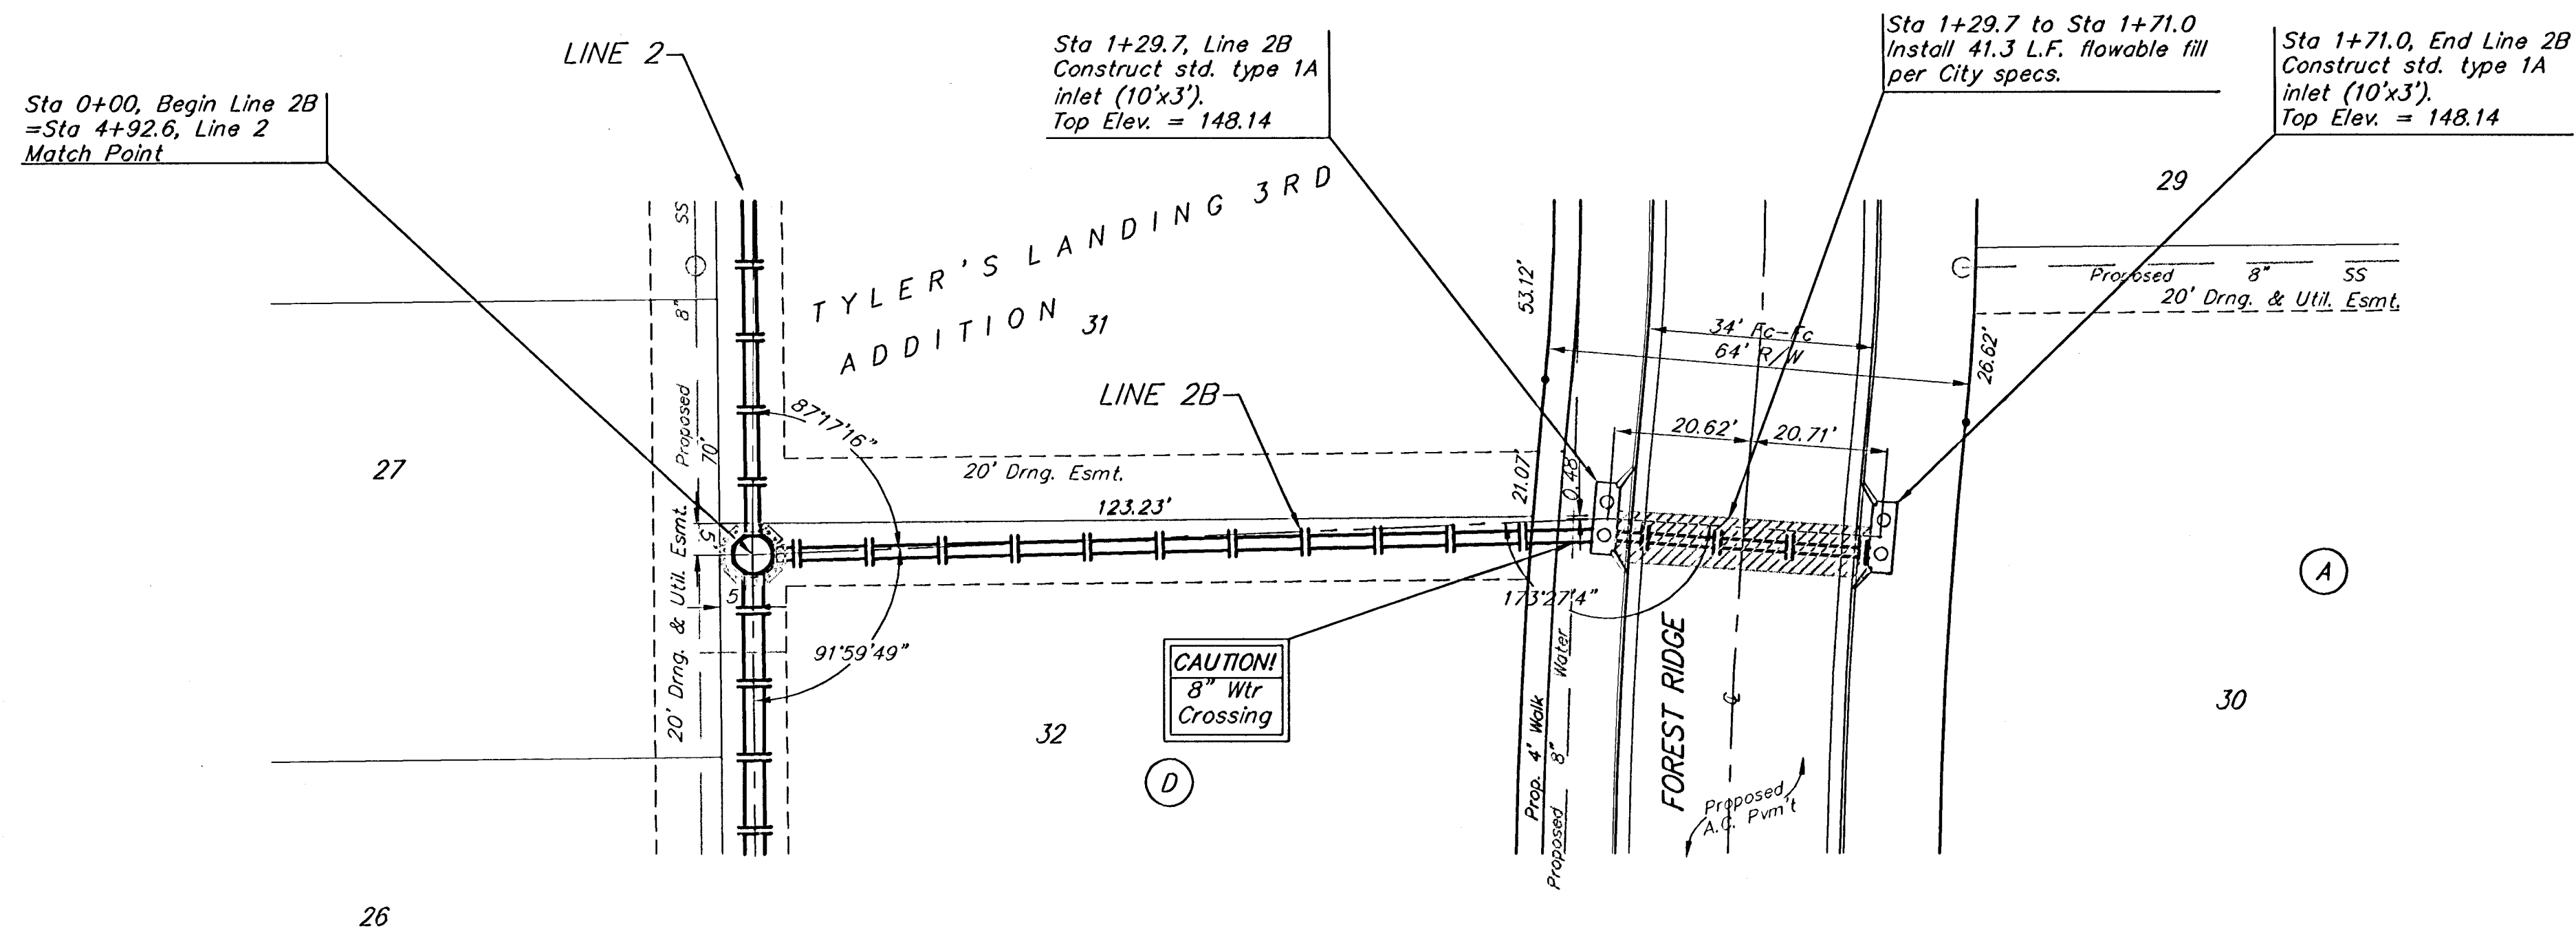 LINE 2
Sta 0+00, Begin Line 2B
=Sta 4+92.6, Line 2
Match Point
Sta 1+29.7, Line 2B
Construct std. type 1A
inlet (10'x3').
Top Elev. = 148.14
Sta 1+29.7 to Sta 1+71.0
Install 41.3 L.F. flowable fill
per City specs.
Sta 1+71.0, End Line 2B
Construct std. type 1A
inlet (10'x3').
Top Elev. = 148.14
TYLER'S LANDING 3RD
ADDITION
31
29
27
26
32
30
A
D
Proposed 8" SS
20' Drng. & Util. Esmt.
Proposed 8" SS
20' Drng. & Util. Esmt.
70'
5'
5'
87°17'16"
91°59'49"
LINE 2B
20' Drng. Esmt.
123.23'
53.12'
21.07'
0.48'
34' Fc-Fc
64' R/W
26.62'
20.62'
20.71'
173°27'4"
CAUTION!
8" Wtr
Crossing
Prop. 4' Walk
Proposed 8" Water
FOREST RIDGE
℄
Proposed
A.C. Pvm't